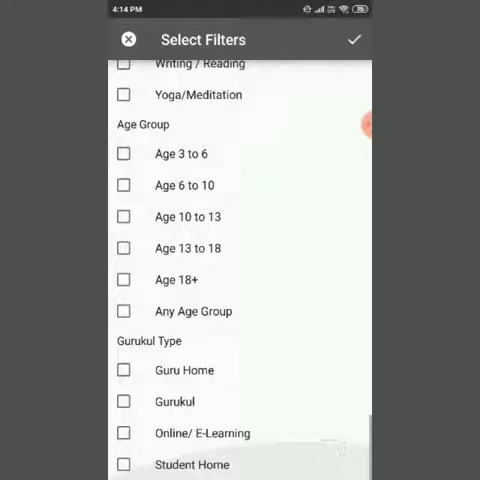 4:14 PM
Select Filters
Writing / Reading
Yoga/Meditation
Age Group
Age 3 to 6
Age 6 to 10
Age 10 to 13
Age 13 to 18
Age 18+
Any Age Group
Gurukul Type
Guru Home
Gurukul
Online/ E-Learning
Student Home